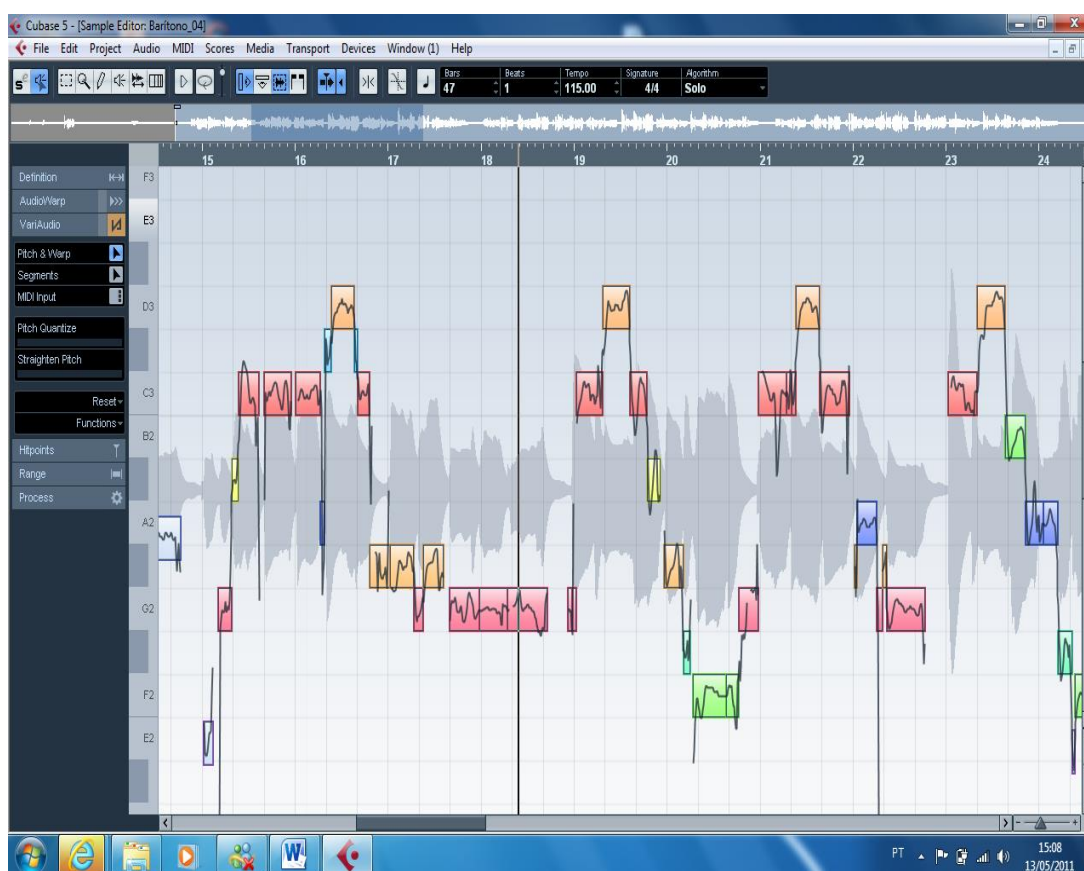 Cubase 5 - [Sample Editor: Barítono_04]
File Edit Project Audio MIDI Scores Media Transport Devices Window (1) Help
Bars Beats Tempo Signature Algorithm
47 1 115.00 4/4 Solo
15 16 17 18 19 20 21 22 23 24
Definition
AudioWarp
VariAudio
Pitch & Warp
Segments
MIDI Input
Pitch Quantize
Straighten Pitch
Reset
Functions
Hitpoints
Range
Process
F3
E3
D3
C3
B2
A2
G2
F2
E2
PT
15:08
13/05/2011